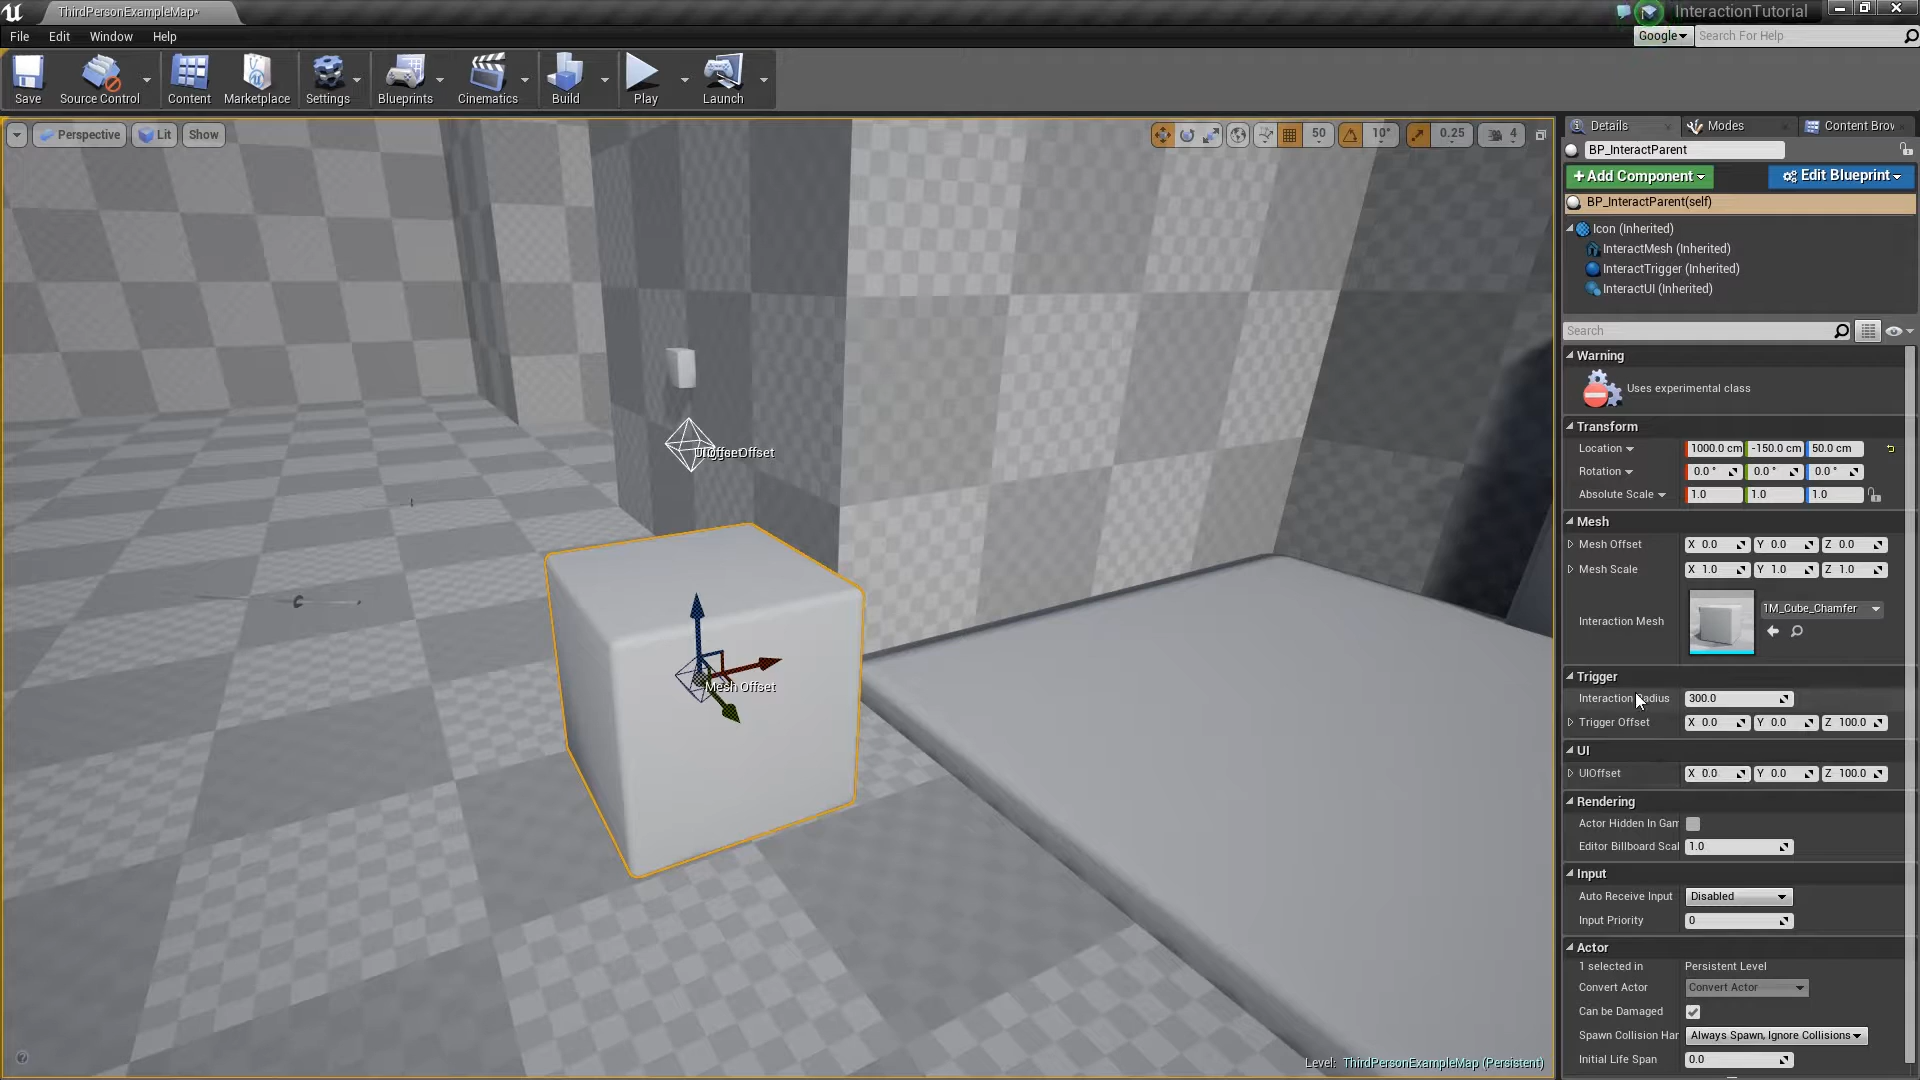 ThirdPersonExampleMap*
InteractionTutorial
File Edit Window Help
Google
Search For Help
Save
Source Control
Content
Marketplace
Settings
Blueprints
Cinematics
Build
Play
Launch
Perspective
Lit
Show
50
10°
0.25
4
Mesh Offset
Level: ThirdPersonExampleMap (Persistent)
Details
Modes
Content Brov
BP_InteractParent
+Add Component
Edit Blueprint
BP_InteractParent(self)
Icon (Inherited)
InteractMesh (Inherited)
InteractTrigger (Inherited)
InteractUI (Inherited)
Search
Warning
Uses experimental class
Transform
Location 1000.0 cm -150.0 cm 50.0 cm
Rotation 0.0 ° 0.0 ° 0.0 °
Absolute Scale 1.0 1.0 1.0
Mesh
Mesh Offset X 0.0 Y 0.0 Z 0.0
Mesh Scale X 1.0 Y 1.0 Z 1.0
Interaction Mesh
1M_Cube_Chamfer
Trigger
Interaction Radius 300.0
Trigger Offset X 0.0 Y 0.0 Z 100.0
UI
UIOffset X 0.0 Y 0.0 Z 100.0
Rendering
Actor Hidden In Gam
Editor Billboard Scal 1.0
Input
Auto Receive Input Disabled
Input Priority 0
Actor
1 selected in Persistent Level
Convert Actor Convert Actor
Can be Damaged
Spawn Collision Har Always Spawn, Ignore Collisions
Initial Life Span 0.0